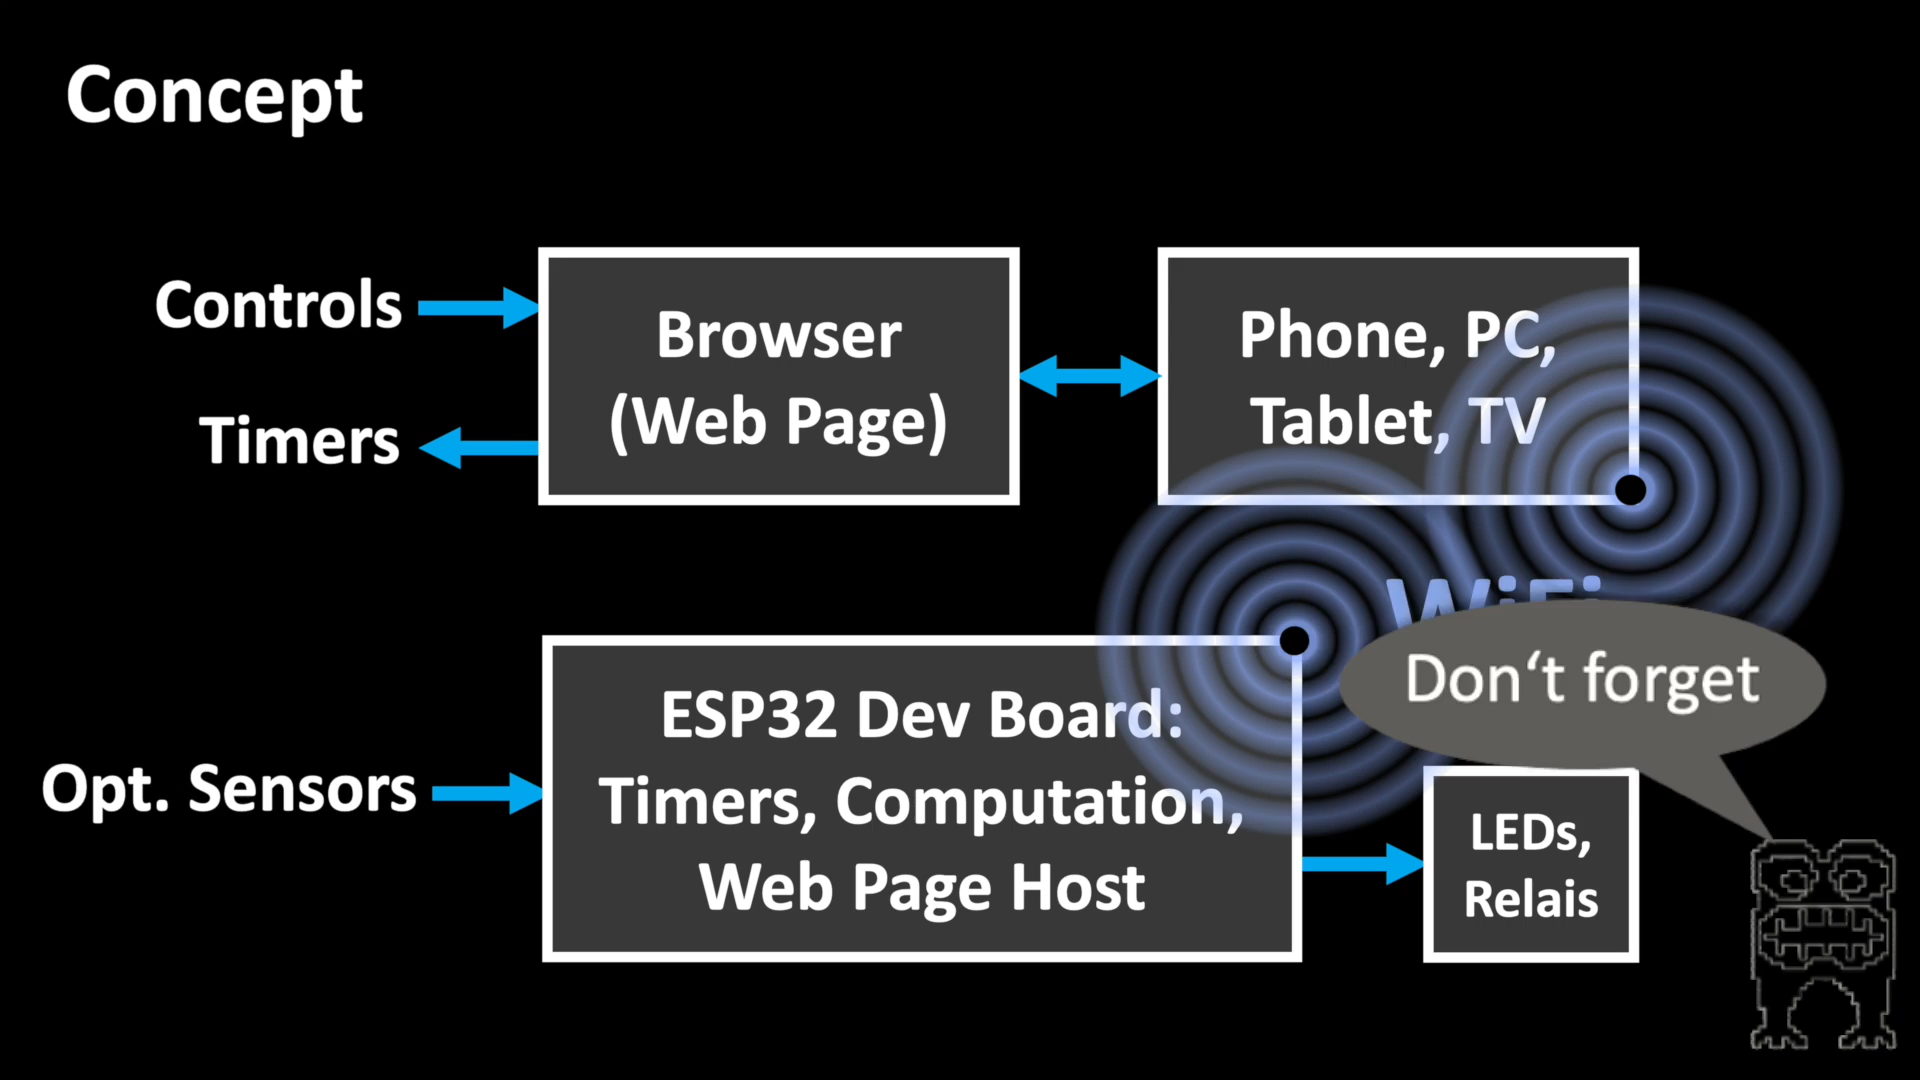 Concept
Controls
Timers
Browser
(Web Page)
Phone, PC,
Tablet, TV
WiFi
Don‘t forget
Opt. Sensors
ESP32 Dev Board:
Timers, Computation,
Web Page Host
LEDs,
Relais